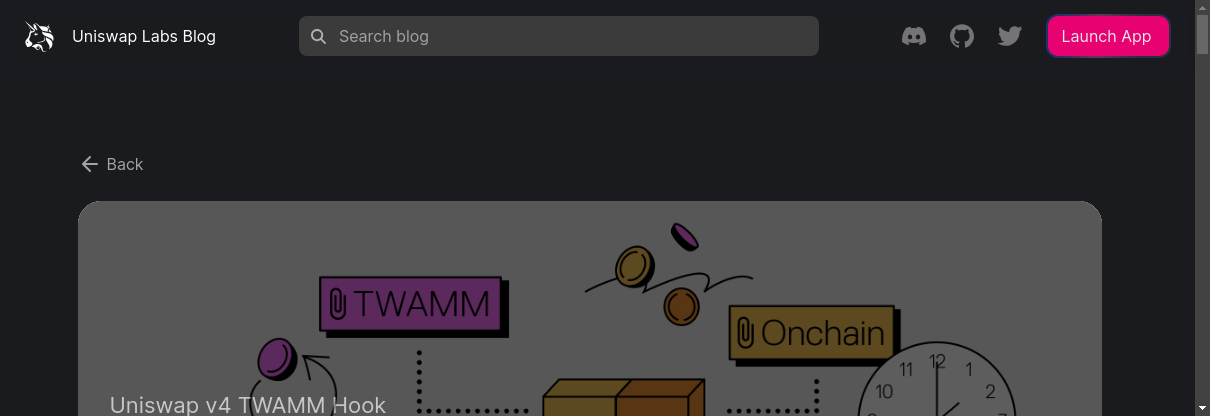 Uniswap Labs Blog
Search blog
Launch App
Back
TWAMM
Onchain
12
11
1
10
2
Uniswap v4 TWAMM Hook